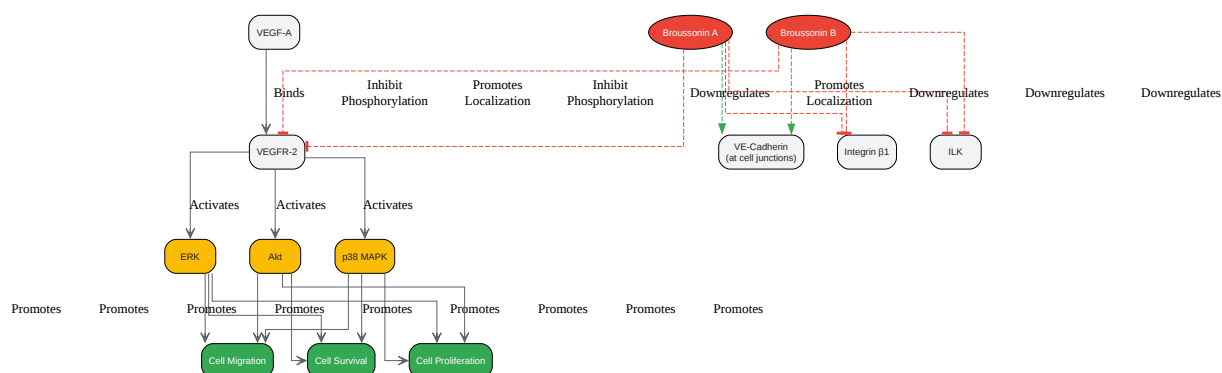 VEGF-A
Broussonin A
Broussonin B
Binds
Inhibit
Phosphorylation
Promotes
Localization
Inhibit
Phosphorylation
Downregulates
Promotes
Localization
Downregulates
Downregulates
Downregulates
VEGFR-2
VE-Cadherin
(at cell junctions)
Integrin β1
ILK
Activates
Activates
Activates
ERK
Akt
p38 MAPK
Promotes
Promotes
Promotes
Promotes
Promotes
Promotes
Promotes
Promotes
Promotes
Cell Migration
Cell Survival
Cell Proliferation